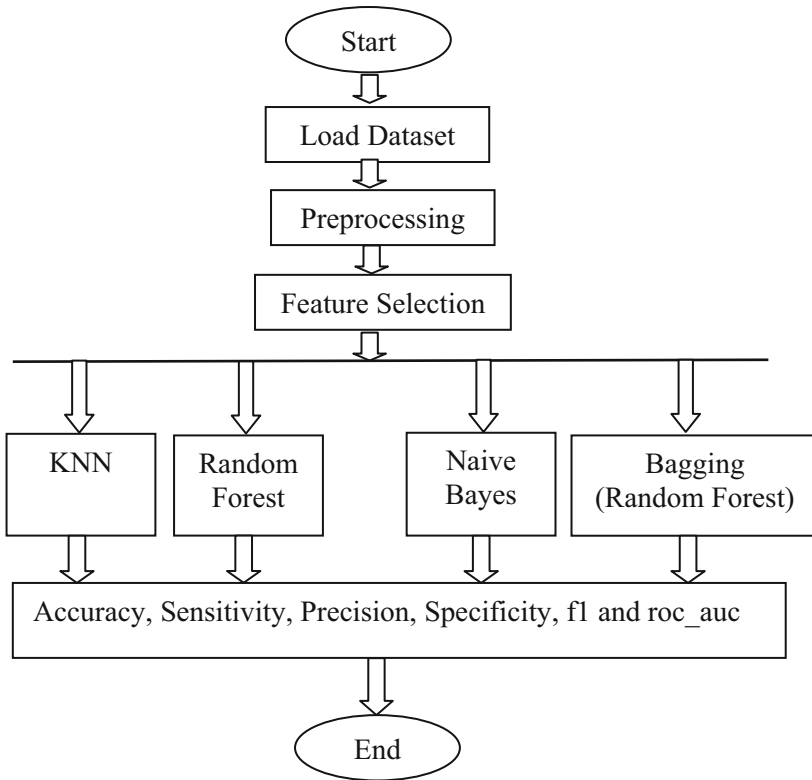 Start
Load Dataset
Preprocessing
Feature Selection
KNN
Random
Forest
Naive
Bayes
Bagging
(Random Forest)
Accuracy, Sensitivity, Precision, Specificity, f1 and roc_auc
End